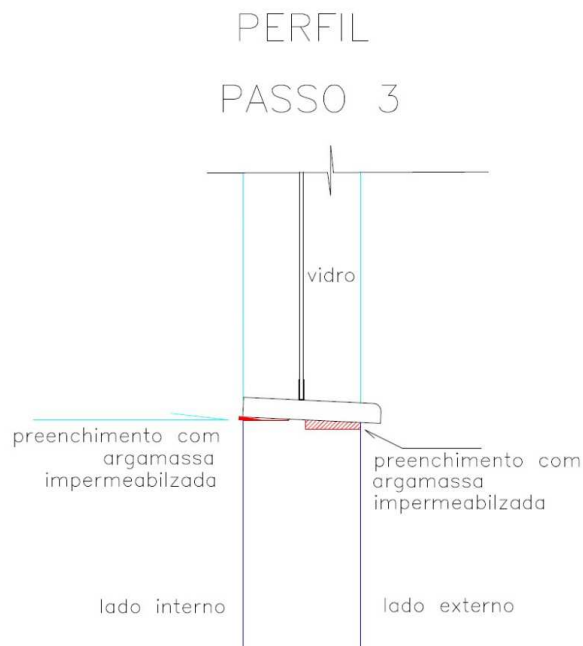 PERFIL
PASSO 3
vidro
preenchimento com
argamassa
impermeabilzada
preenchimento com
argamassa
impermeabilzada
lado interno
lado externo